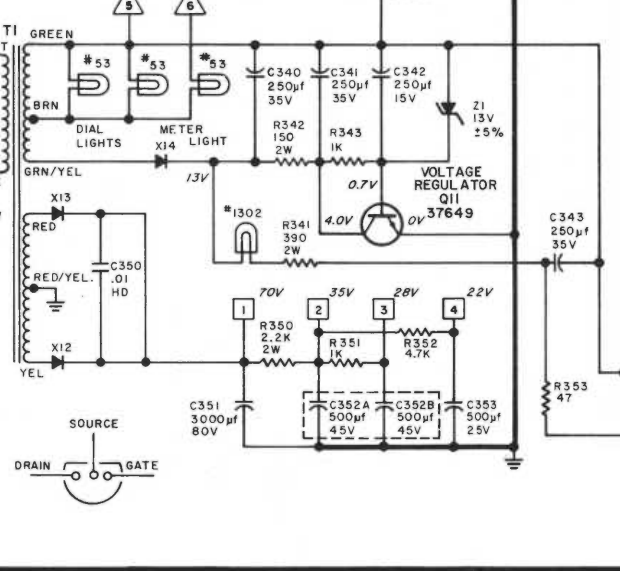 5
6
T1
GREEN
T
#53
#53
#53
BRN
DIAL
LIGHTS
METER
LIGHT
X14
GRN/YEL
13V
C340
250µf
35V
C341
250µf
35V
C342
250µf
15V
Z1
13V
±5%
R342
150
2W
R343
1K
VOLTAGE
REGULATOR
Q11
37649
0.7V
4.0V
0V
X13
RED
#1302
R341
390
2W
C343
250µf
35V
RED/YEL.
C350
.01
HD
70V
35V
28V
22V
1
2
3
4
X12
YEL
R350
2.2K
2W
R351
1K
R352
4.7K
R353
47
C351
3000µf
80V
C352A
500µf
45V
C352B
500µf
45V
C353
500µf
25V
SOURCE
DRAIN
GATE